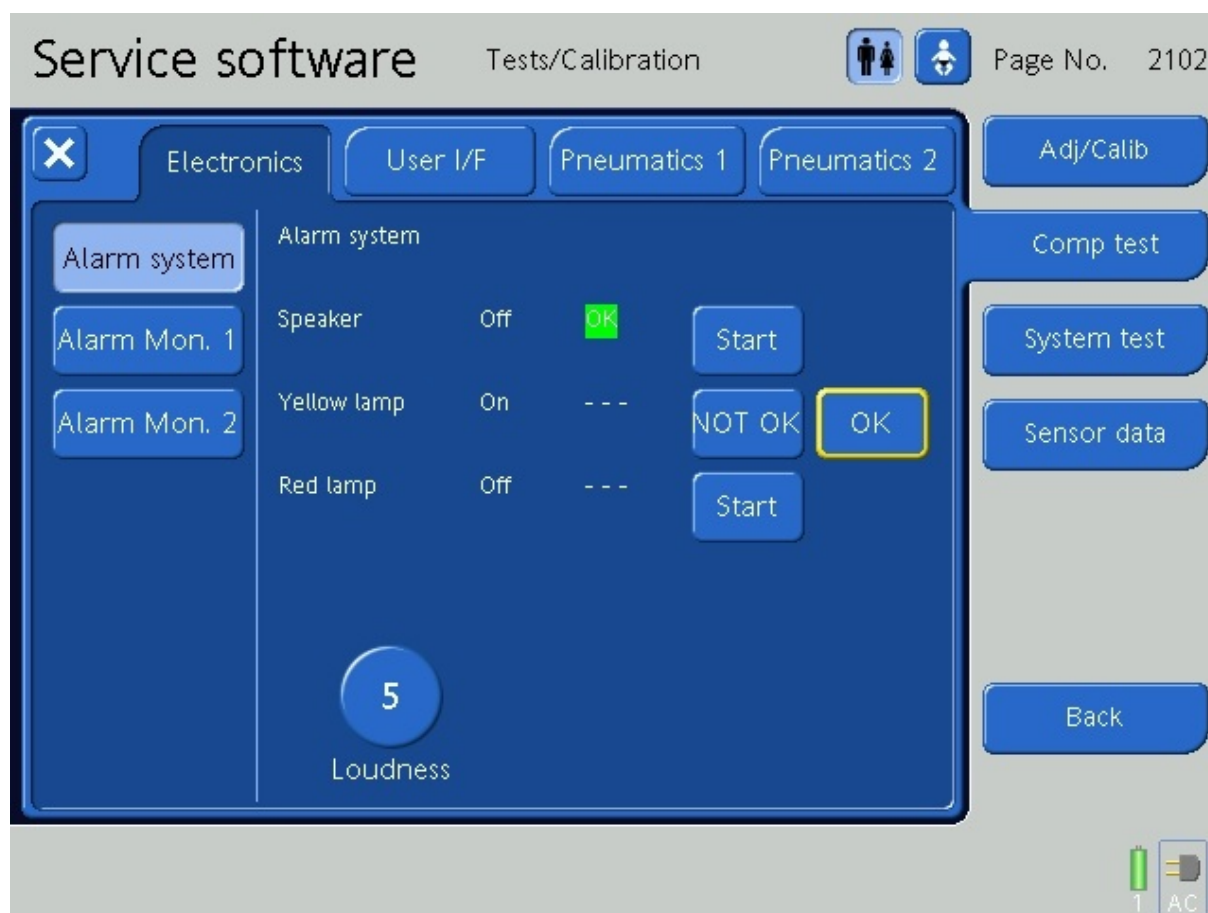 Service software Tests/Calibration Page No. 2102
Electronics User I/F Pneumatics 1 Pneumatics 2
Adj/Calib
Comp test
System test
Sensor data
Back
Alarm system
Alarm Mon. 1
Alarm Mon. 2
Alarm system
Speaker Off OK Start
Yellow lamp On --- NOT OK OK
Red lamp Off --- Start
5
Loudness
1 AC